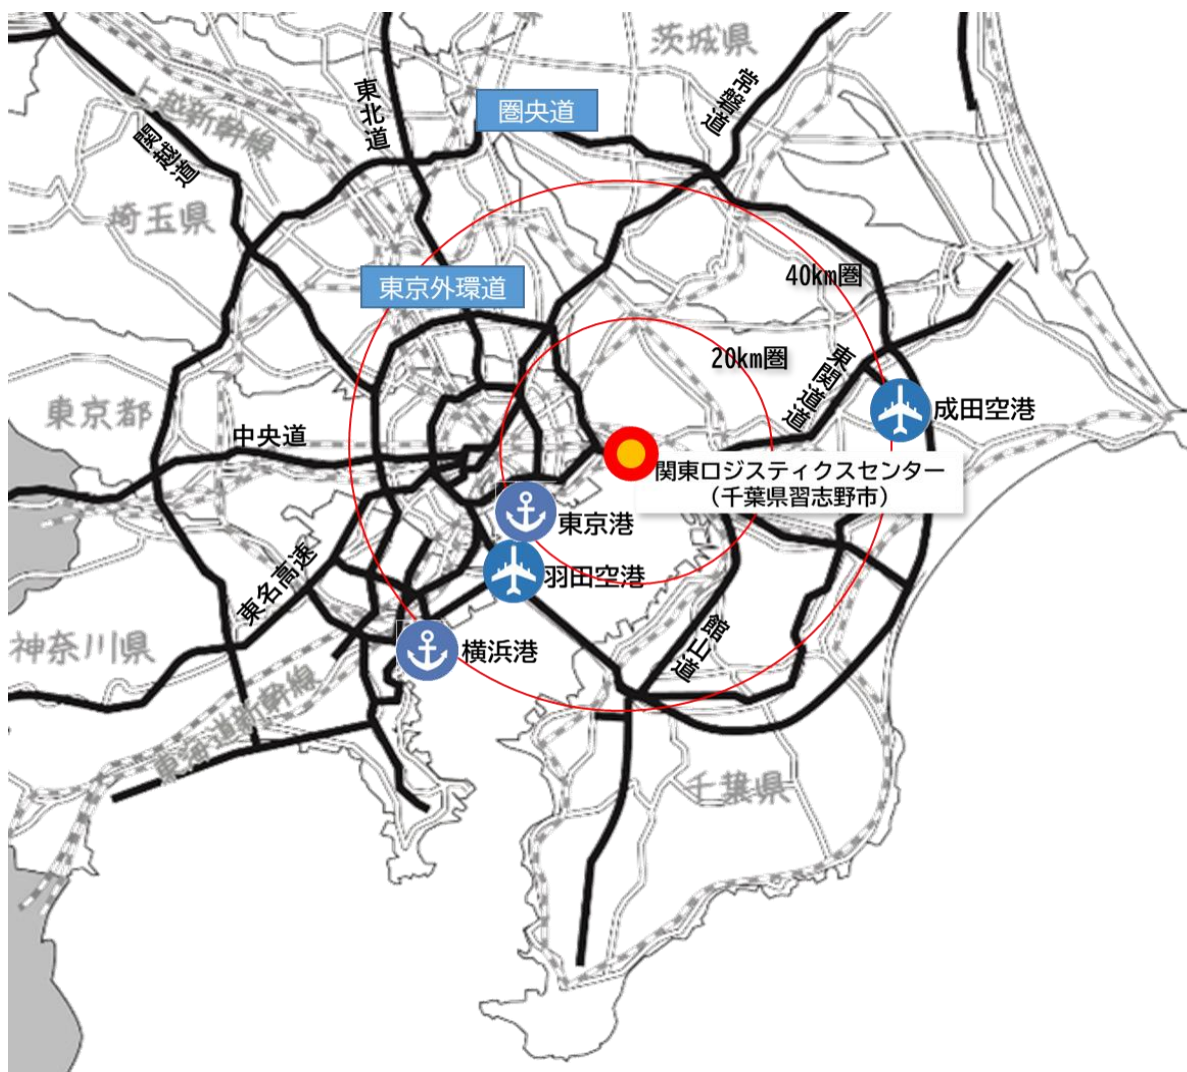 茨城県
常磐道
東北道
圏央道
上越新幹線
関越道
埼玉県
40km圏
東京外環道
20km圏
東関道道
東京都
成田空港
中央道
関東ロジスティクスセンター
（千葉県習志野市）
東京港
羽田空港
東名高速
神奈川県
横浜港
館山道
東海道新幹線
千葉県